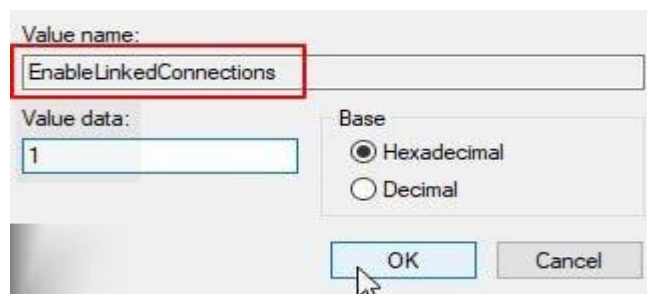 Value name:
EnableLinkedConnections
Value data:
Base
1
Hexadecimal
Decimal
OK
Cancel